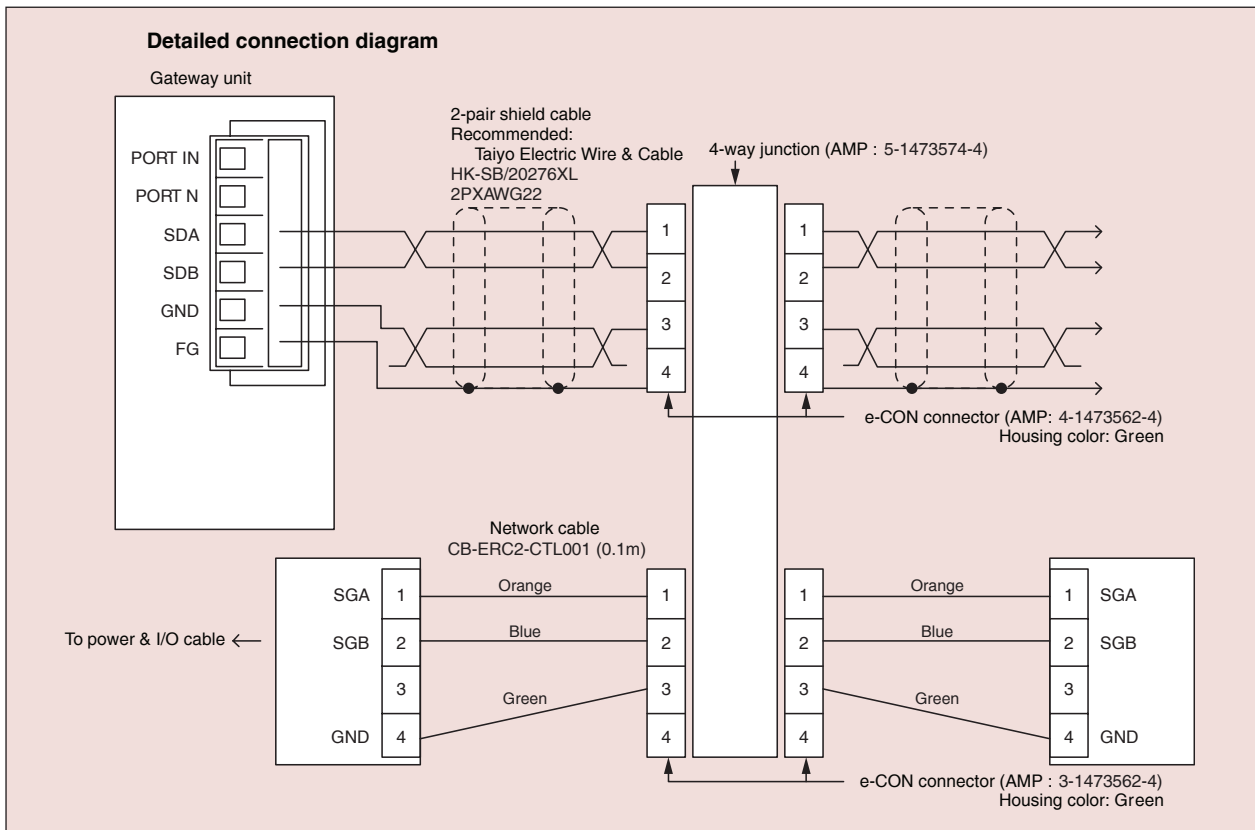 Detailed connection diagram
Gateway unit
PORT IN
PORT N
SDA
SDB
GND
FG
2-pair shield cable
Recommended:
Taiyo Electric Wire & Cable
HK-SB/20276XL
2PXAWG22
4-way junction (AMP : 5-1473574-4)
1
2
3
4
1
2
3
4
e-CON connector (AMP: 4-1473562-4)
Housing color: Green
Network cable
CB-ERC2-CTL001 (0.1m)
To power & I/O cable
SGA
SGB
GND
1
2
3
4
Orange
Blue
Green
1
2
3
4
1
2
3
4
Orange
Blue
Green
1
2
3
4
SGA
SGB
GND
e-CON connector (AMP : 3-1473562-4)
Housing color: Green